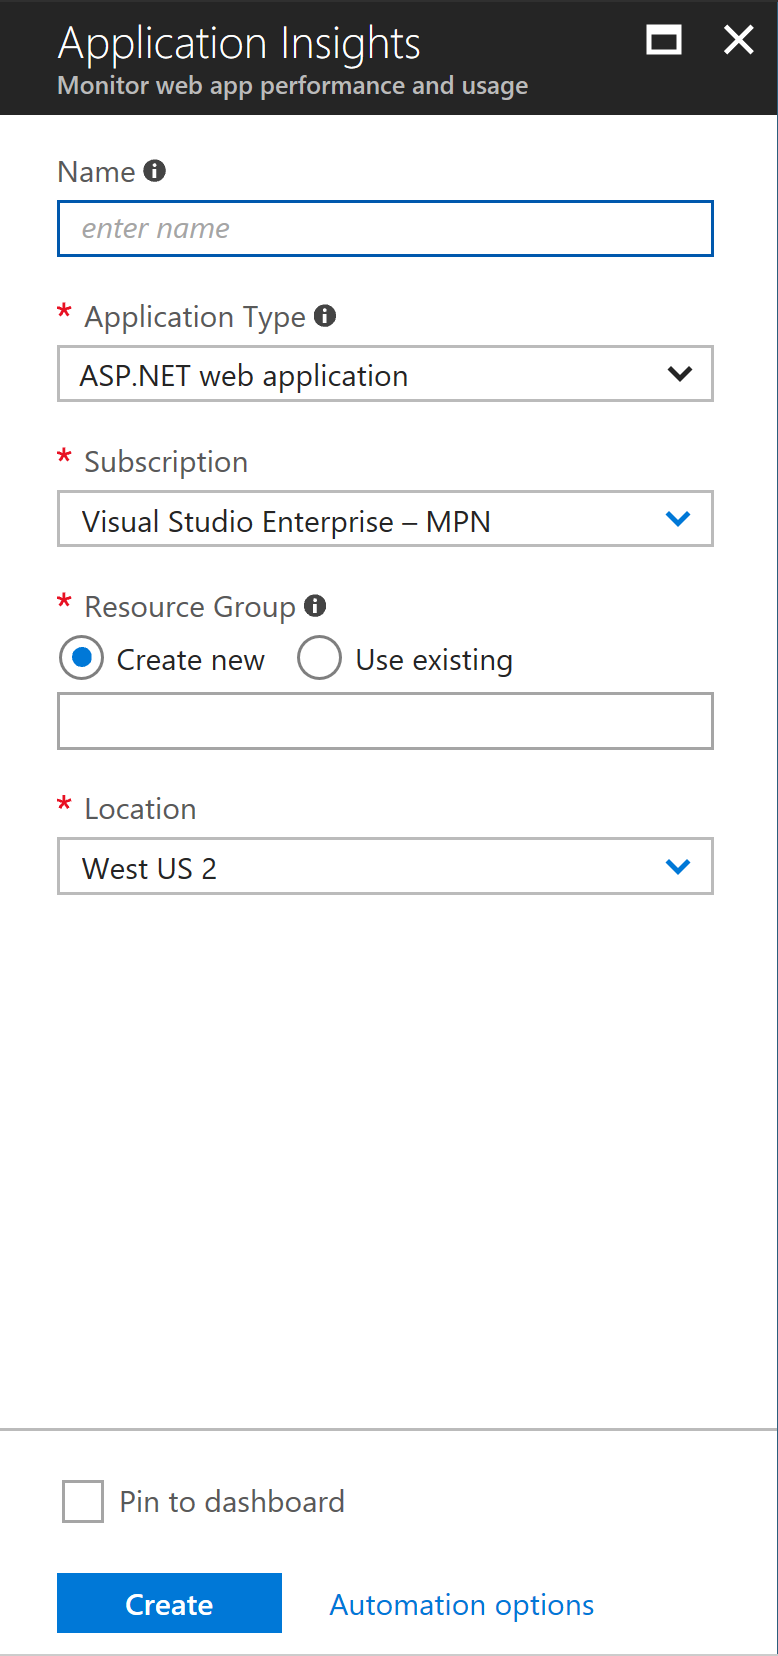 Application Insights
Monitor web app performance and usage
Name
enter name
* Application Type
ASP.NET web application
* Subscription
Visual Studio Enterprise – MPN
* Resource Group
Create new Use existing
* Location
West US 2
Pin to dashboard
Create Automation options